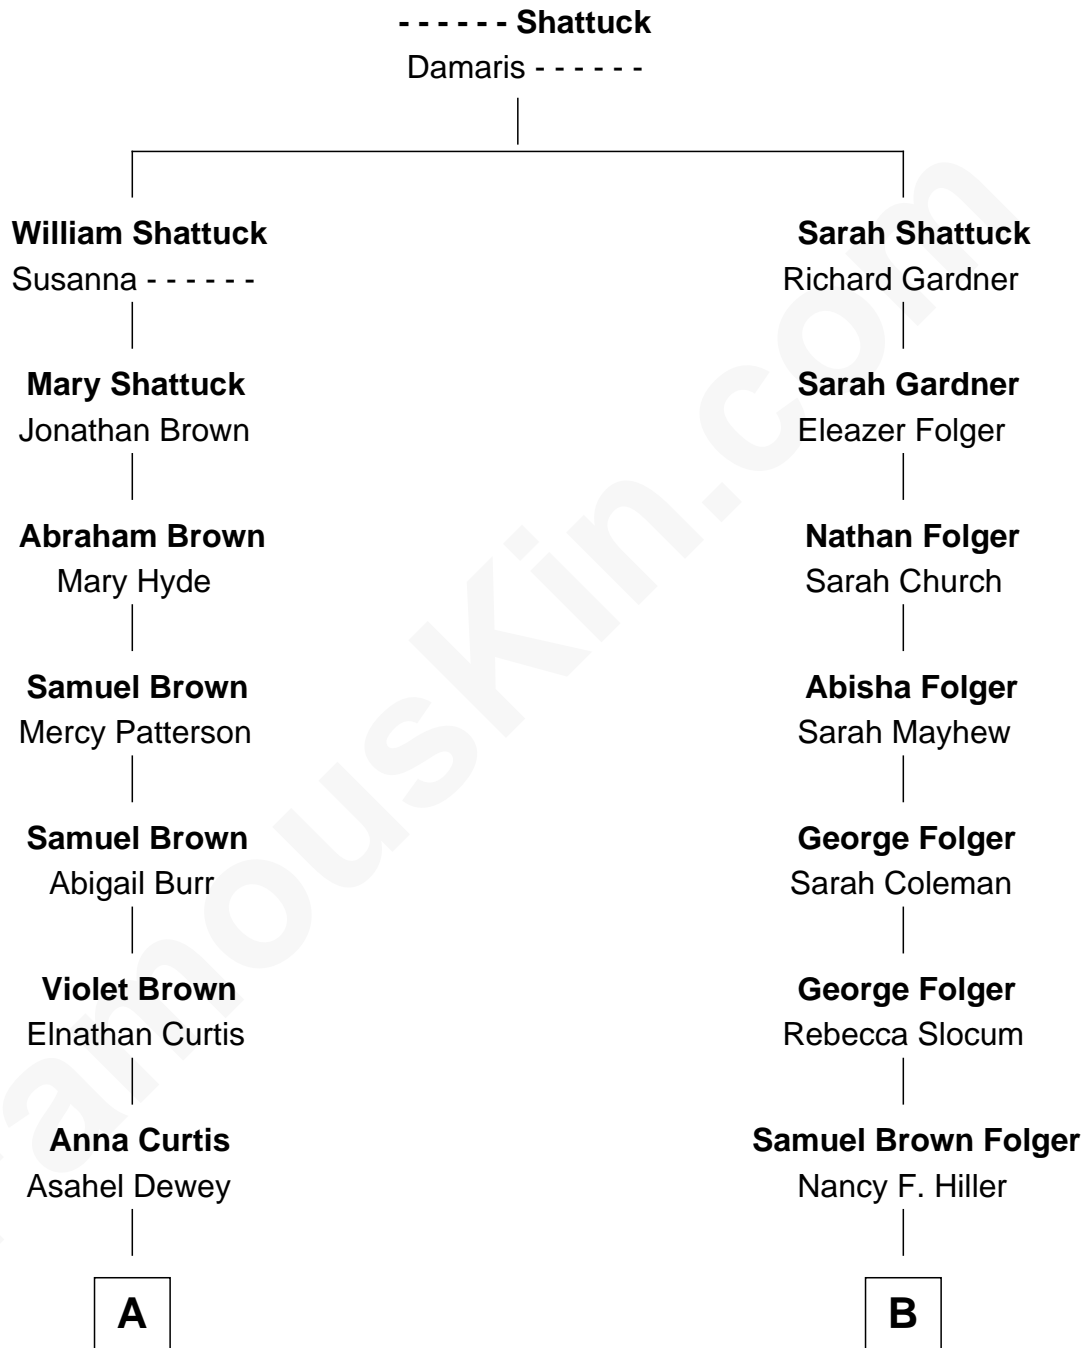 - - - - - - Shattuck
Damaris - - - - - -
William Shattuck
Susanna - - - - - -
Sarah Shattuck
Richard Gardner
Mary Shattuck
Jonathan Brown
Sarah Gardner
Eleazer Folger
Abraham Brown
Mary Hyde
Nathan Folger
Sarah Church
Samuel Brown
Mercy Patterson
Abisha Folger
Sarah Mayhew
Samuel Brown
Abigail Burr
George Folger
Sarah Coleman
Violet Brown
Elnathan Curtis
George Folger
Rebecca Slocum
Anna Curtis
Asahel Dewey
Samuel Brown Folger
Nancy F. Hiller
A
B
FamousKin.com